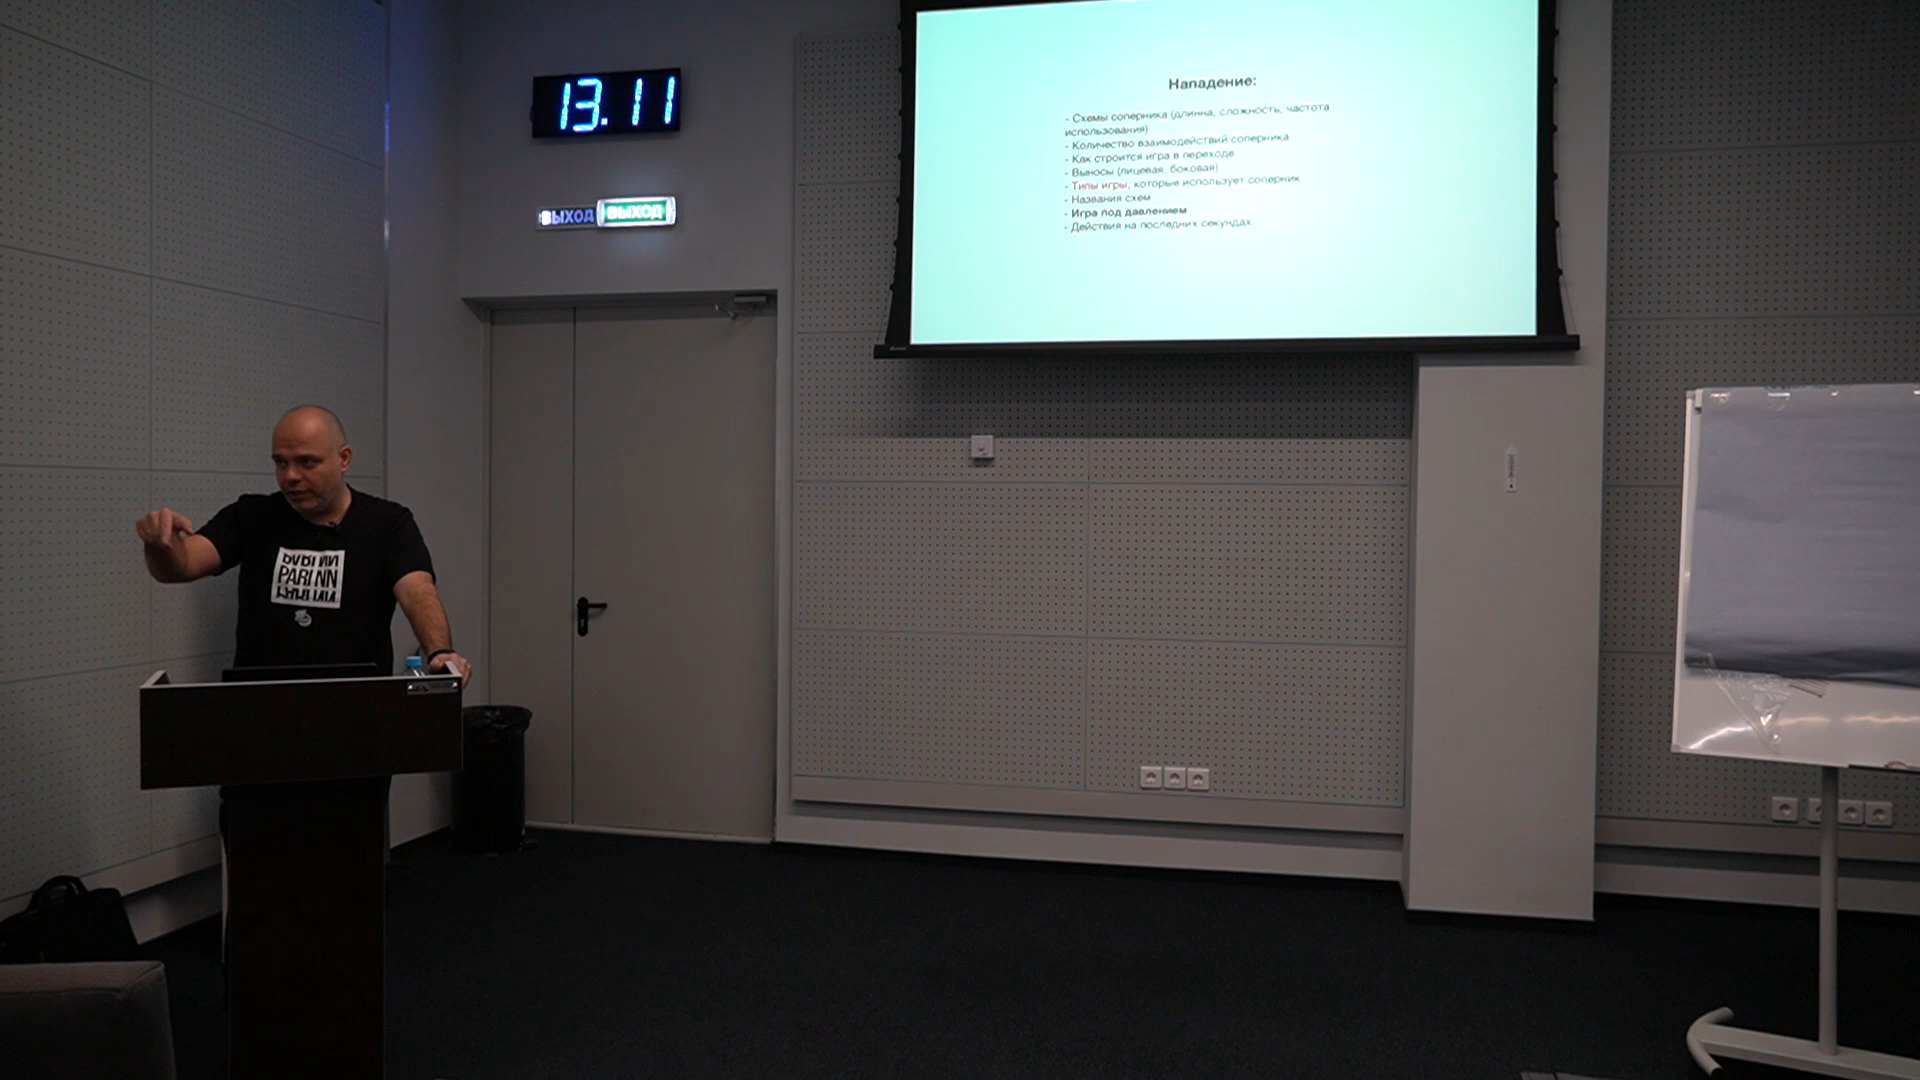 13.11
ВЫХОД ВЫХОД
Нападение:
- Схемы соперника (длинна, сложность, частота
использования)
- Количество взаимодействий соперника
- Как строится игра в переходе
- Выносы (лицевая, боковая)
- Типы игры, которые использует соперник
- Названия схем
- Игра под давлением
- Действия на последних секундах
PARI NN